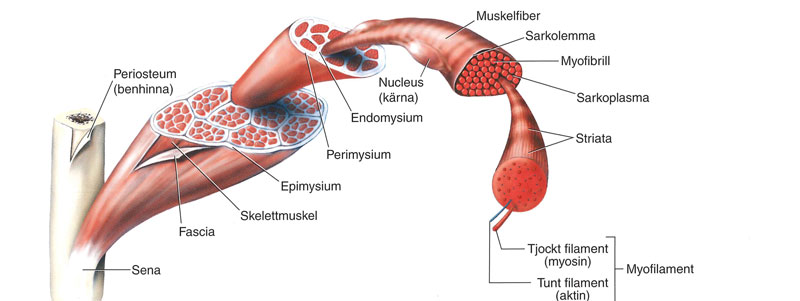 Muskelfiber
Sarkolemma
Myofibrill
Sarkoplasma
Periosteum
(benhinna)
Nucleus
(kärna)
Endomysium
Perimysium
Striata
Epimysium
Skelettmuskel
Fascia
Sena
Tjockt filament
(myosin)
Myofilament
Tunt filament
(aktin)